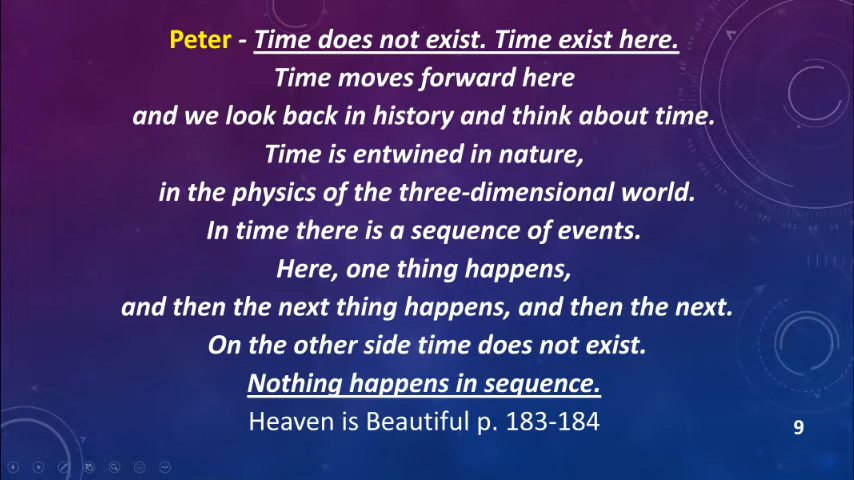 Peter - Time does not exist. Time exist here.
Time moves forward here
and we look back in history and think about time.
Time is entwined in nature,
in the physics of the three-dimensional world.
In time there is a sequence of events.
Here, one thing happens,
and then the next thing happens, and then the next.
On the other side time does not exist.
Nothing happens in sequence.
Heaven is Beautiful p. 183-184
9